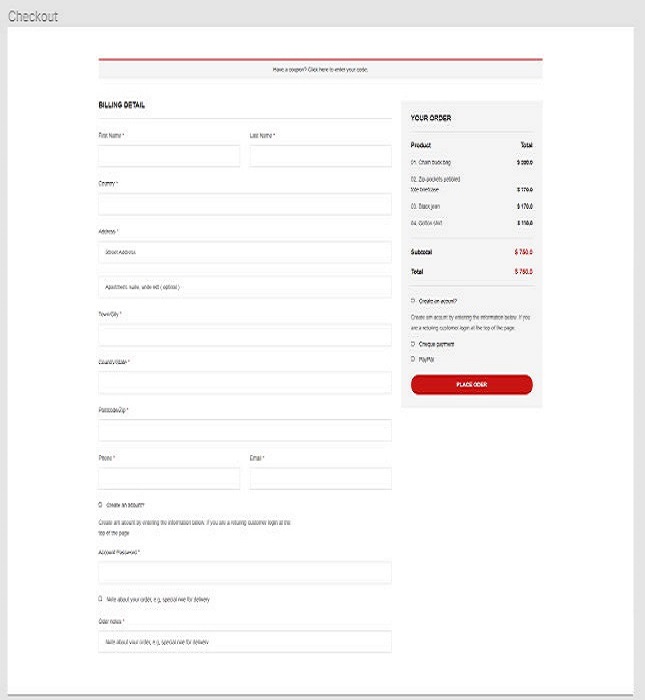 Checkout
Have a coupon? Click here to enter your code.
BILLING DETAIL
First Name *
Last Name *
Country *
Address *
Street Address
Apartment, suite, unite ect ( optinal )
Town/City *
Country/State *
Postcode/Zip *
Phone *
Email *
Create an acount?
Create am acount by entering the information below. If you are a returing customer login at the
top of the page
Account Password *
Note about your order, e.g, special noe for delivery
Oder notes *
Note about your order, e.g, special noe for delivery
YOUR ORDER
Product Total
01. Chain buck bag
02. Zip-pockets pebbled
tote briefcase $ 170.0
03. Black jean $ 170.0
04. Cotton shirt $ 110.0
Subtotal $ 750.0
Total $ 750.0
Create an acount?
Create am acount by entering the information below. If you
are a returing customer login at the top of the page.
Cheque payment
PayPal
PLACE ODER